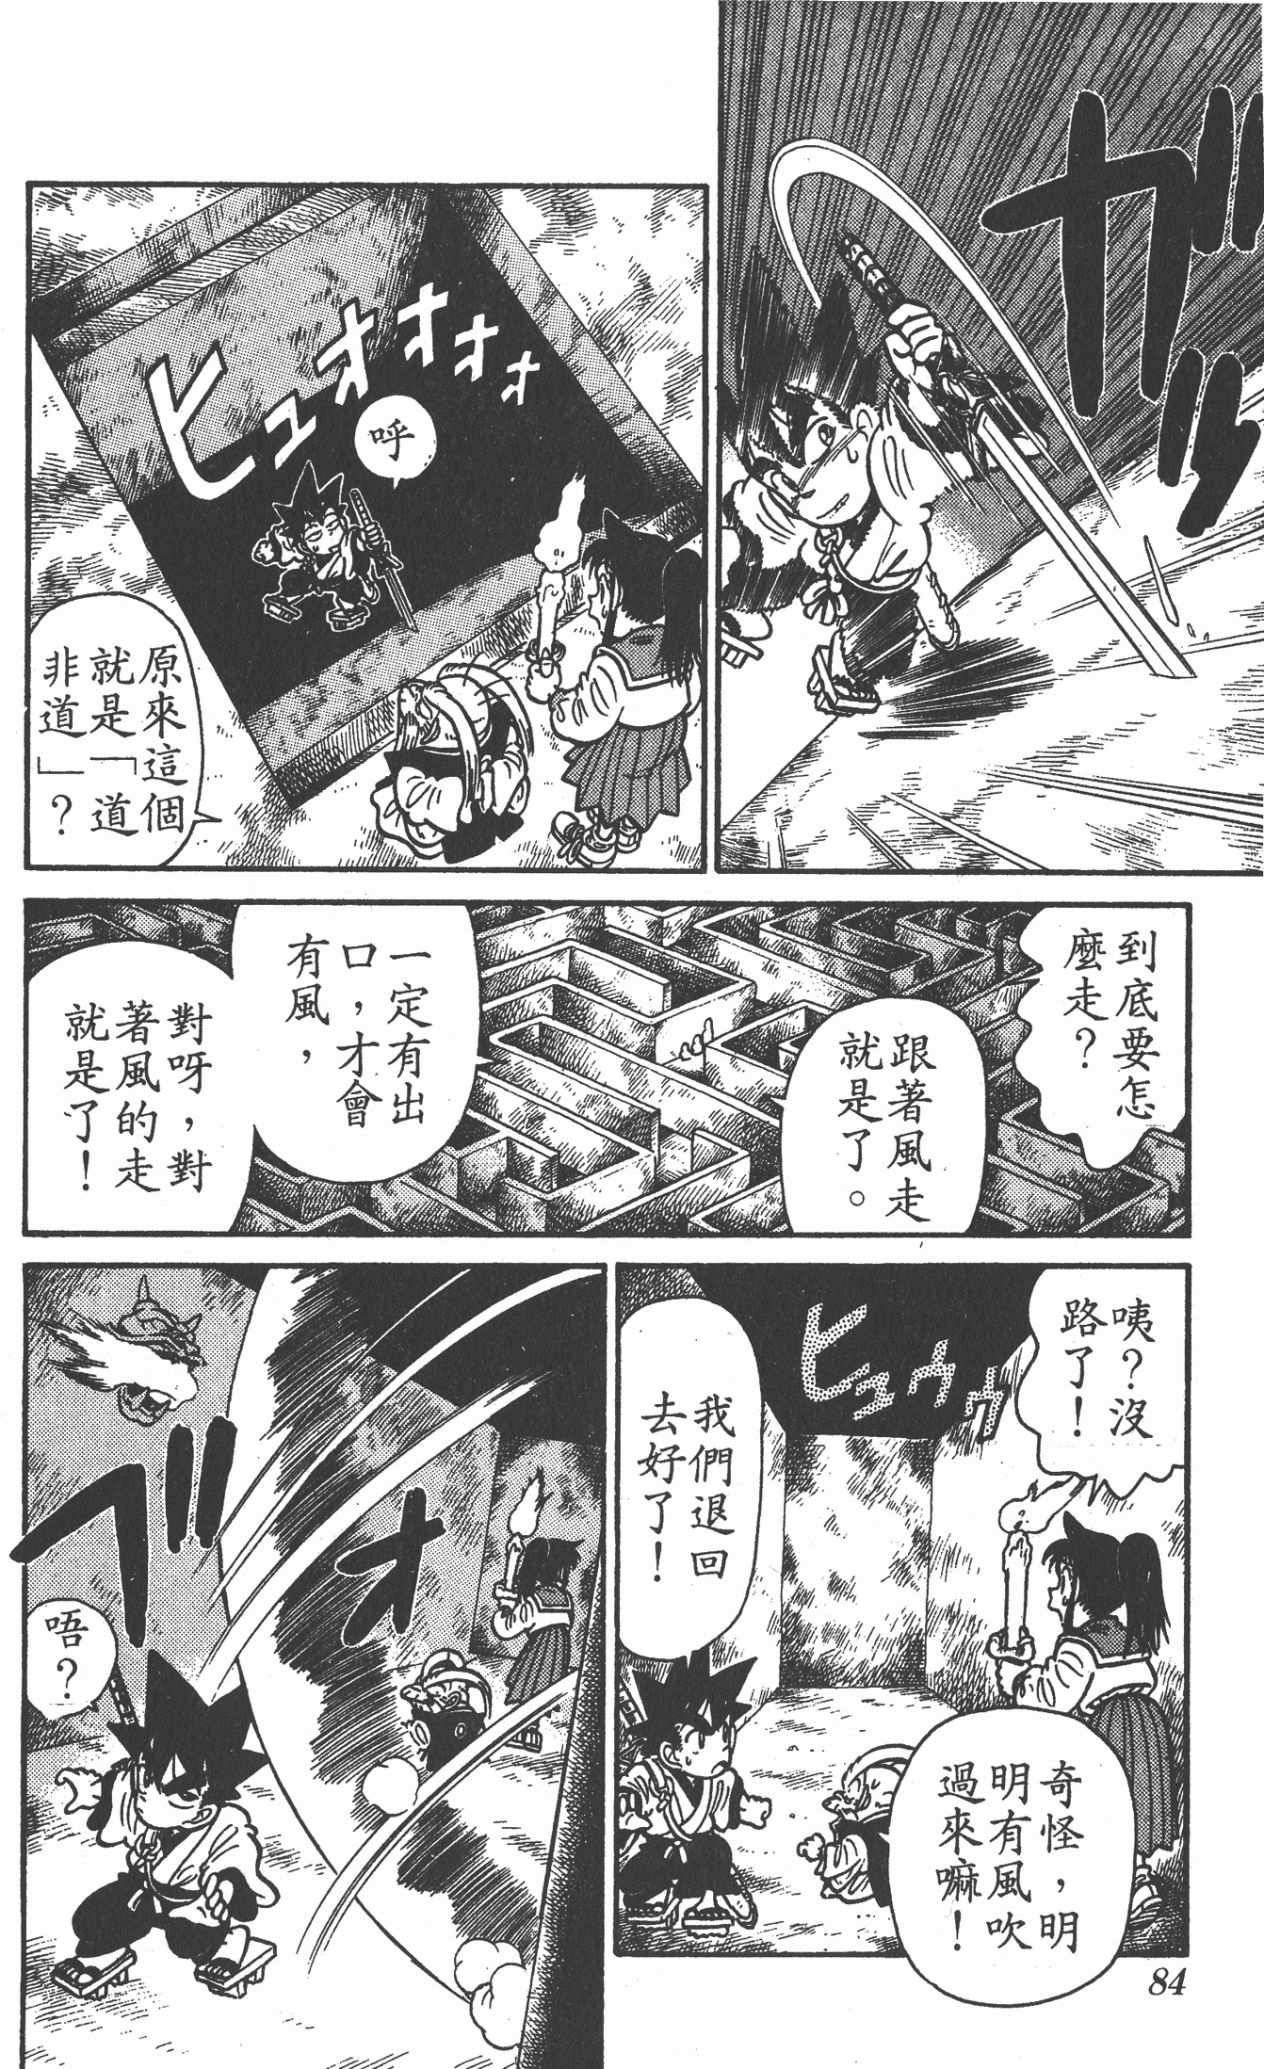 ガガッ
ヒュオオオオ
呼
原來這個
就是「道
非道」？
到底要怎
麼走？
跟著風走
就是了。
一定有出
口，才會
有風，
對呀，對
著風的走
就是了！
咦？沒
路了！
ヒュウゥ
奇怪，明
明有風吹
過來嘛！
我們退回
去好了！
ブオ
唔？
84